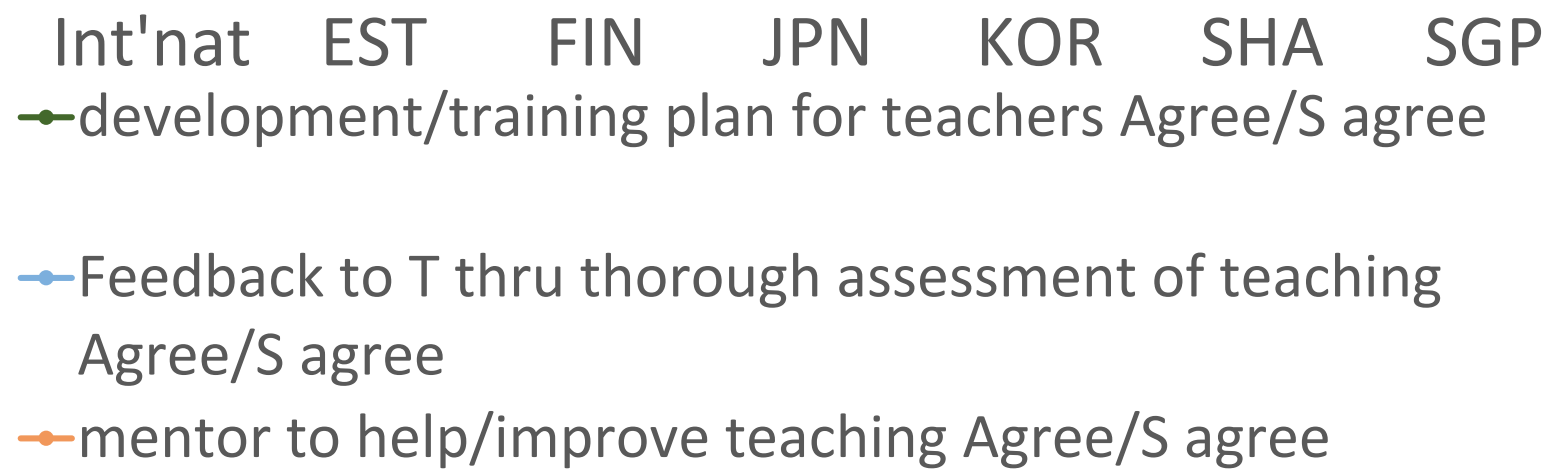 Int'nat EST FIN JPN KOR SHA SGP
development/training plan for teachers Agree/S agree
Feedback to T thru thorough assessment of teaching
Agree/S agree
mentor to help/improve teaching Agree/S agree